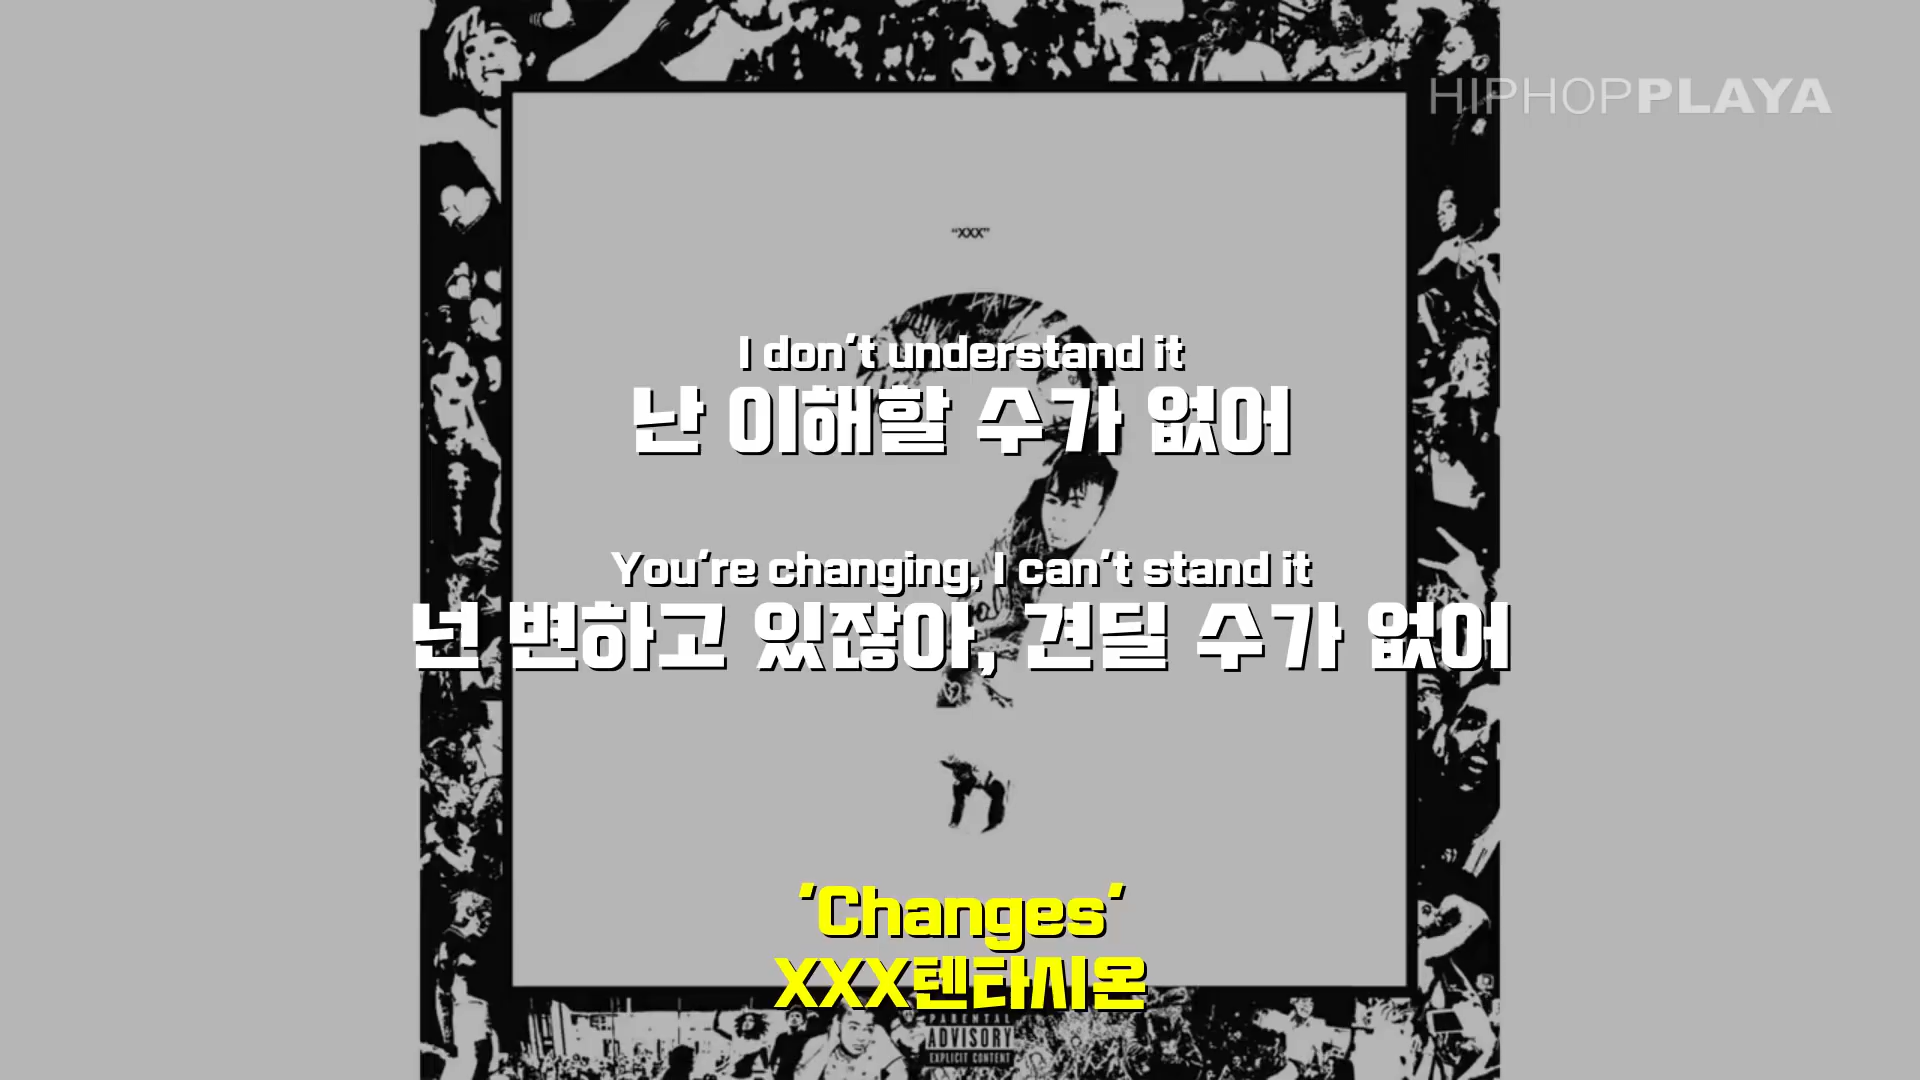 HIPHOPPLAYA
“XXX”
I don't understand it
난 이해할 수가 없어
You're changing, I can't stand it
넌 변하고 있잖아, 견딜 수가 없어
'Changes'
XXX텐타시온
PARENTAL
ADVISORY
EXPLICIT CONTENT